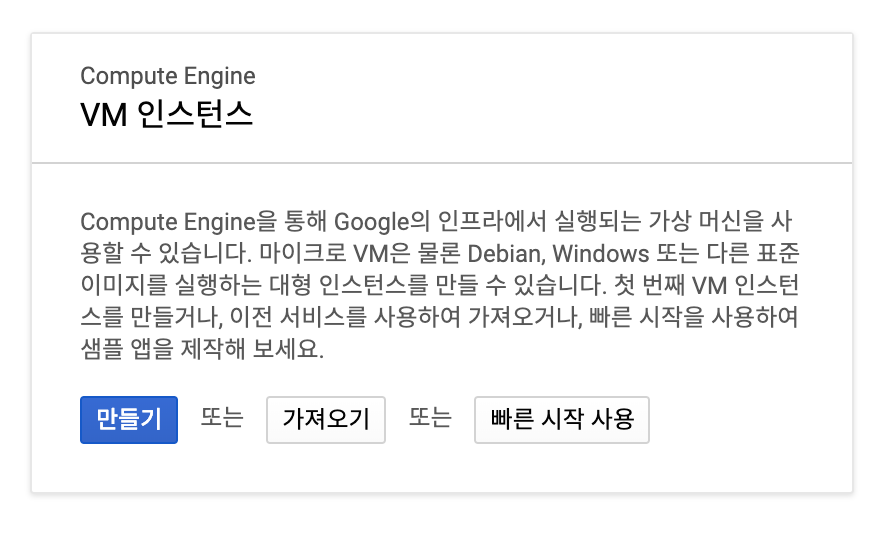 Compute Engine
VM 인스턴스
Compute Engine을 통해 Google의 인프라에서 실행되는 가상 머신을 사
용할 수 있습니다. 마이크로 VM은 물론 Debian, Windows 또는 다른 표준
이미지를 실행하는 대형 인스턴스를 만들 수 있습니다. 첫 번째 VM 인스턴
스를 만들거나, 이전 서비스를 사용하여 가져오거나, 빠른 시작을 사용하여
샘플 앱을 제작해 보세요.
만들기 또는 가져오기 또는 빠른 시작 사용